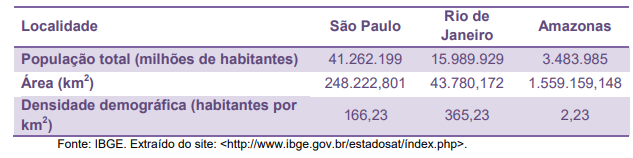 Localidade São Paulo Rio de Janeiro Amazonas
População total (milhões de habitantes) 41.262.199 15.989.929 3.483.985
Área (km²) 248.222,801 43.780,172 1.559.159,148
Densidade demográfica (habitantes por km²) 166,23 365,23 2,23
Fonte: IBGE. Extraído do site: <http://www.ibge.gov.br/estadosat/índex.php>.